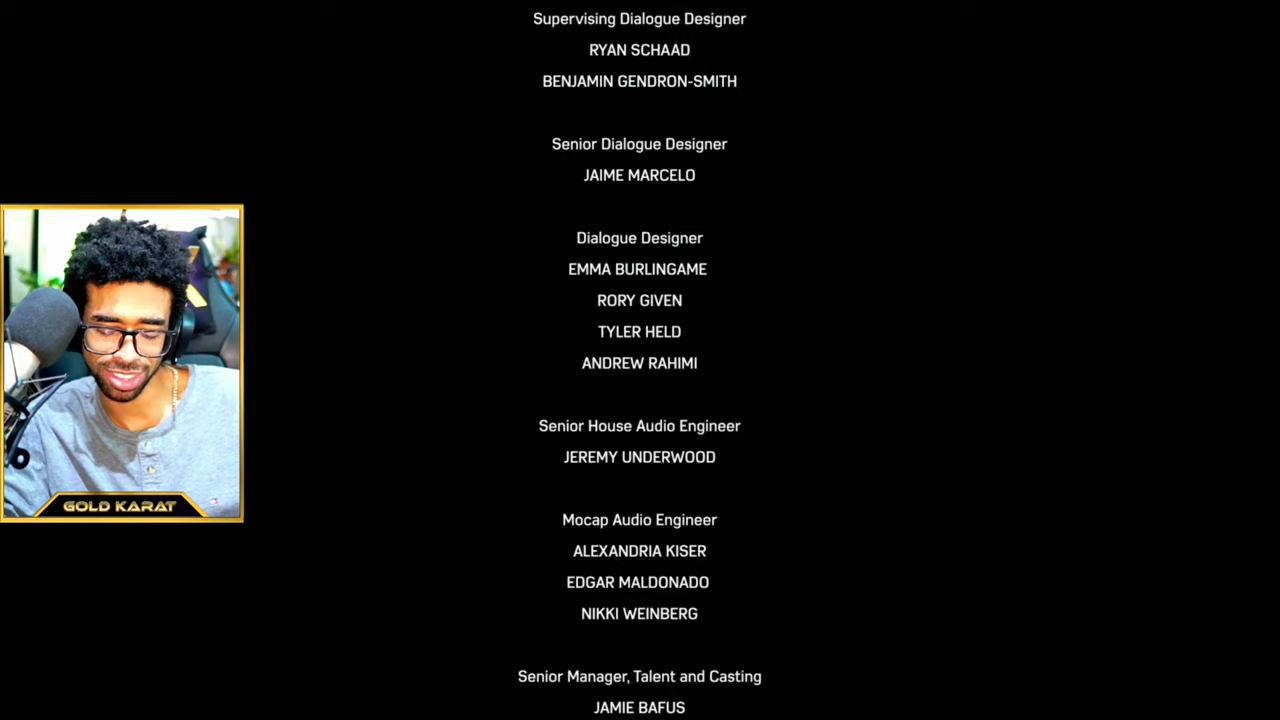 Supervising Dialogue Designer
RYAN SCHAAD
BENJAMIN GENDRON-SMITH
Senior Dialogue Designer
JAIME MARCELO
Dialogue Designer
EMMA BURLINGAME
RORY GIVEN
TYLER HELD
ANDREW RAHIMI
Senior House Audio Engineer
JEREMY UNDERWOOD
Mocap Audio Engineer
ALEXANDRIA KISER
EDGAR MALDONADO
NIKKI WEINBERG
Senior Manager, Talent and Casting
JAMIE BAFUS
GOLD KARAT